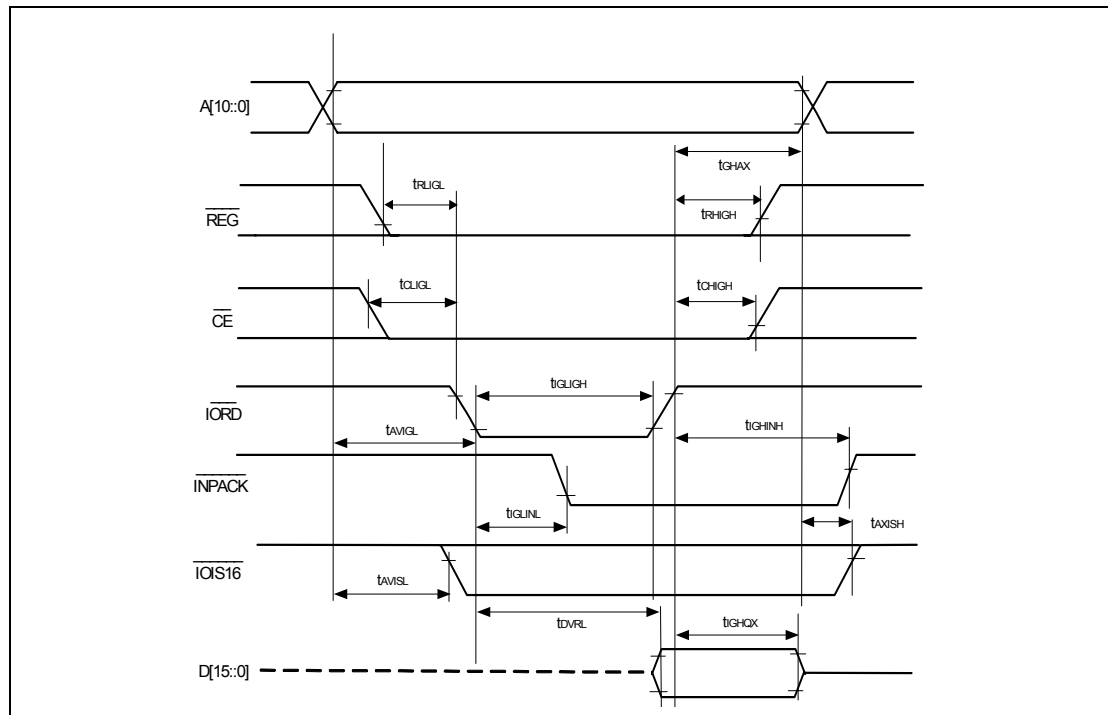 A[10::0]
tGHAX
tRLIGL
tRHIGH
REG
tCLIGL
tCHIGH
CE
tIGLIGH
IORD
tAVIGL
tIGHINH
INPACK
tIGLINL
tAXISH
IOIS16
tAVISL
tDVRL
tIGHQX
D[15::0]